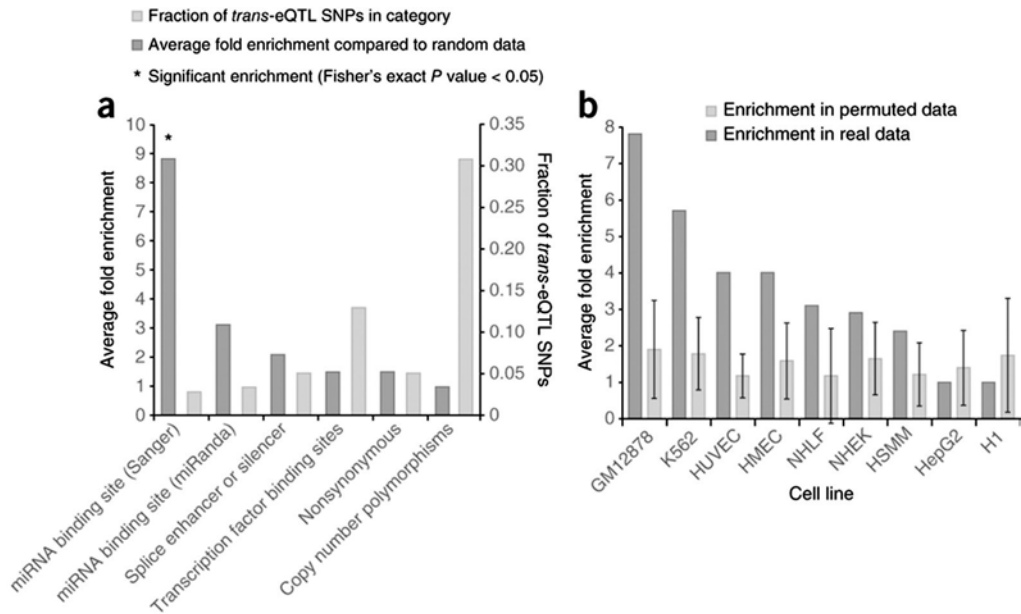 Fraction of trans-eQTL SNPs in category
Average fold enrichment compared to random data
* Significant enrichment (Fisher's exact P value < 0.05)
a
*
10
9
8
7
6
5
4
3
2
1
0
Average fold enrichment
0.35
0.30
0.25
0.20
0.15
0.10
0.05
0
Fraction of trans-eQTL SNPs
miRNA binding site (Sanger)
miRNA binding site (miRanda)
Splice enhancer or silencer
Transcription factor binding sites
Nonsynonymous
Copy number polymorphisms
b
Enrichment in permuted data
Enrichment in real data
8
7
6
5
4
3
2
1
0
Average fold enrichment
GM12878
K562
HUVEC
HMEC
NHLF
NHEK
HSMM
HepG2
H1
Cell line